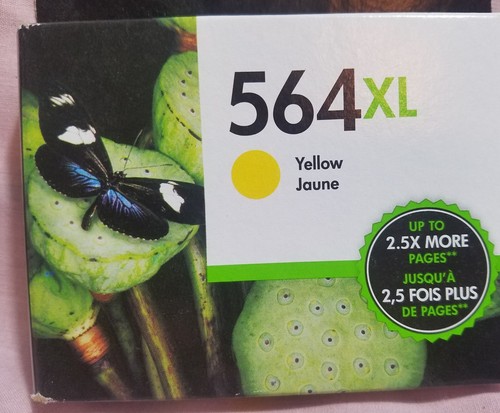 564XL
Yellow
Jaune
UP TO
2.5X MORE
PAGES**
JUSQU'À
2,5 FOIS PLUS
DE PAGES**